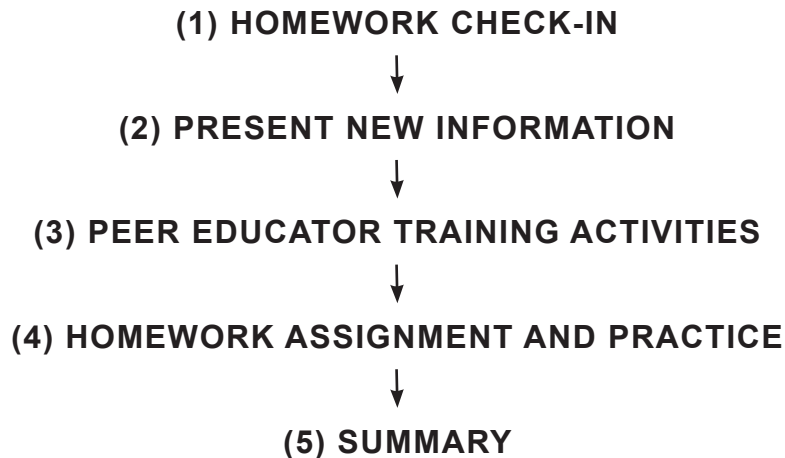 (1) HOMEWORK CHECK-IN
(2) PRESENT NEW INFORMATION
(3) PEER EDUCATOR TRAINING ACTIVITIES
(4) HOMEWORK ASSIGNMENT AND PRACTICE
(5) SUMMARY